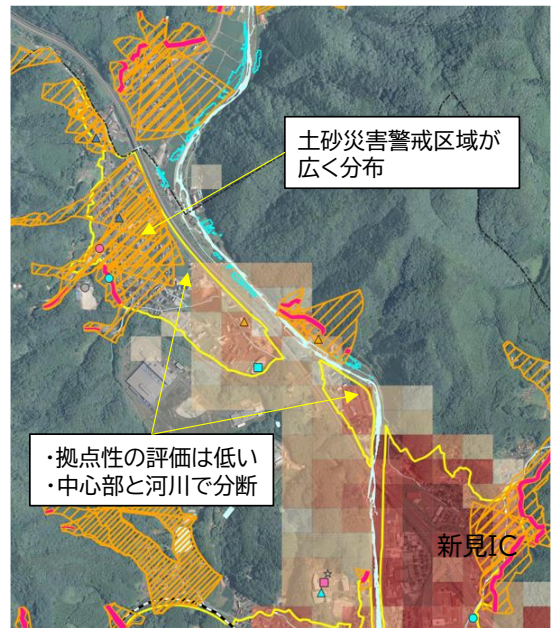 土砂災害警戒区域が
広く分布
・拠点性の評価は低い
・中心部と河川で分断
新見IC